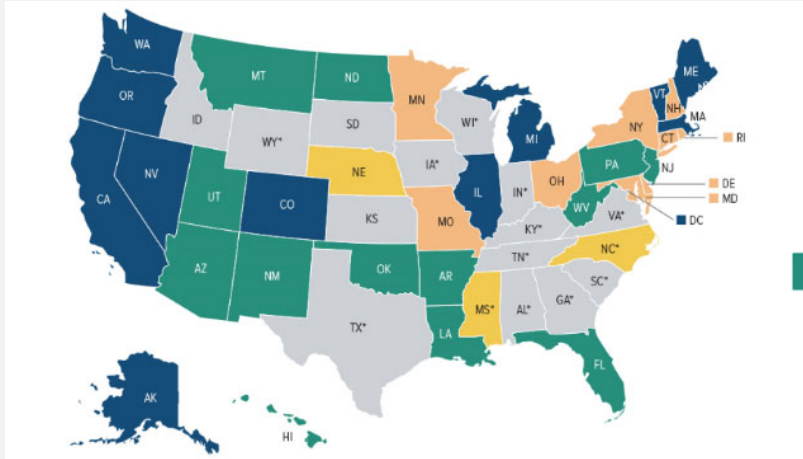 WA
ME
MT
ND
VT
OR
MN
NH
MA
ID
WI*
NY
SD
MI
CT
RI
WY*
IA*
PA
NJ
NE
OH
DE
NV
IL
IN*
MD
UT
CO
WV
CA
KS
MO
VA*
DC
KY*
NC*
TN*
OK
AZ
NM
AR
SC*
MS*
AL*
GA*
TX*
LA
FL
AK
HI